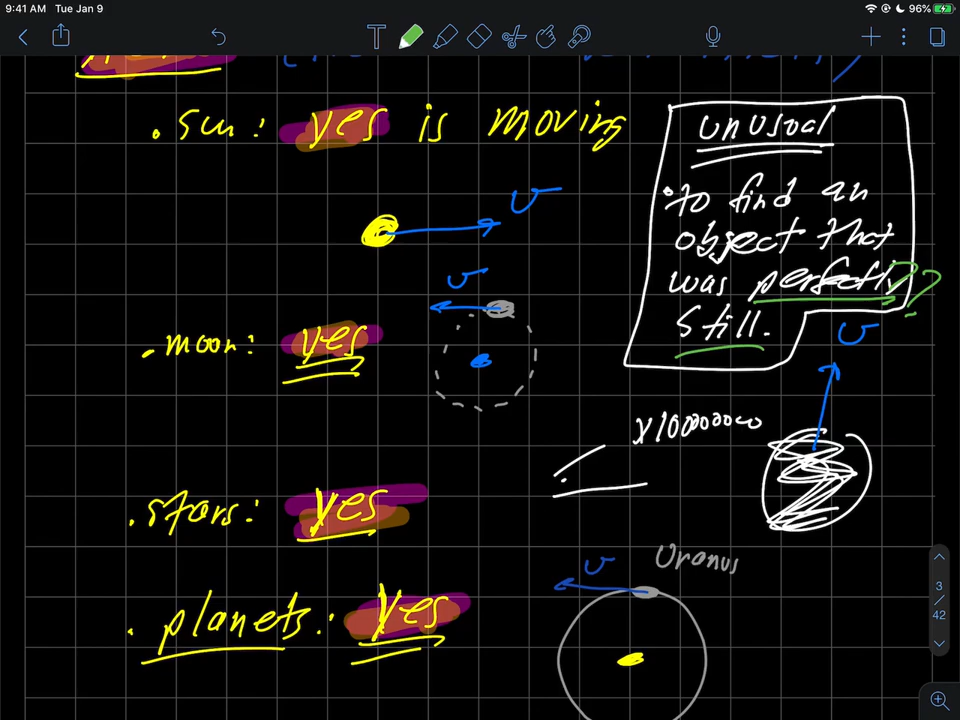 9:41 AM Tue Jan 9
96%
. sun: yes is moving
v
unusual
• to find an
object that
was perfectly??
still.
v
. moon: yes
v
x100000000
. stars: yes
v
Uranus
. planets: yes
3
/
42